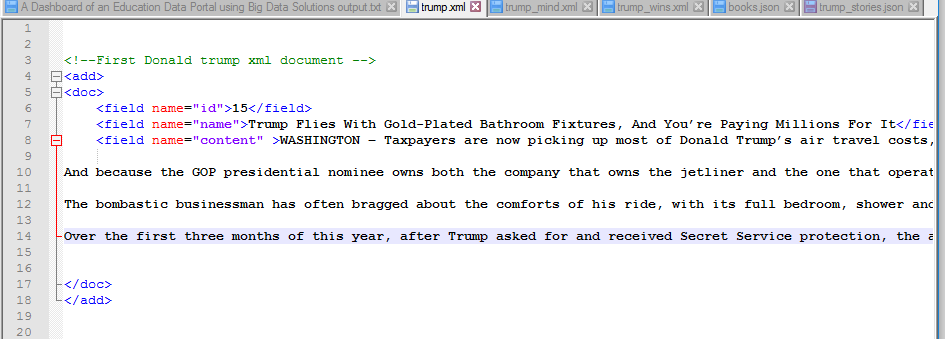 A Dashboard of an Education Data Portal using Big Data Solutions output.txt trump.xml trump_mind.xml trump_wins.xml books.json trump_stories.json
1
2
3 <!--First Donald trump xml document -->
4 <add>
5 <doc>
6 <field name="id">15</field>
7 <field name="name">Trump Flies With Gold-Plated Bathroom Fixtures, And You’re Paying Millions For It</fie
8 <field name="content" >WASHINGTON – Taxpayers are now picking up most of Donald Trump’s air travel costs,
9
10 And because the GOP presidential nominee owns both the company that owns the jetliner and the one that operat
11
12 The bombastic businessman has often bragged about the comforts of his ride, with its full bedroom, shower and
13
14 Over the first three months of this year, after Trump asked for and received Secret Service protection, the a
15
16
17 </doc>
18 </add>
19
20